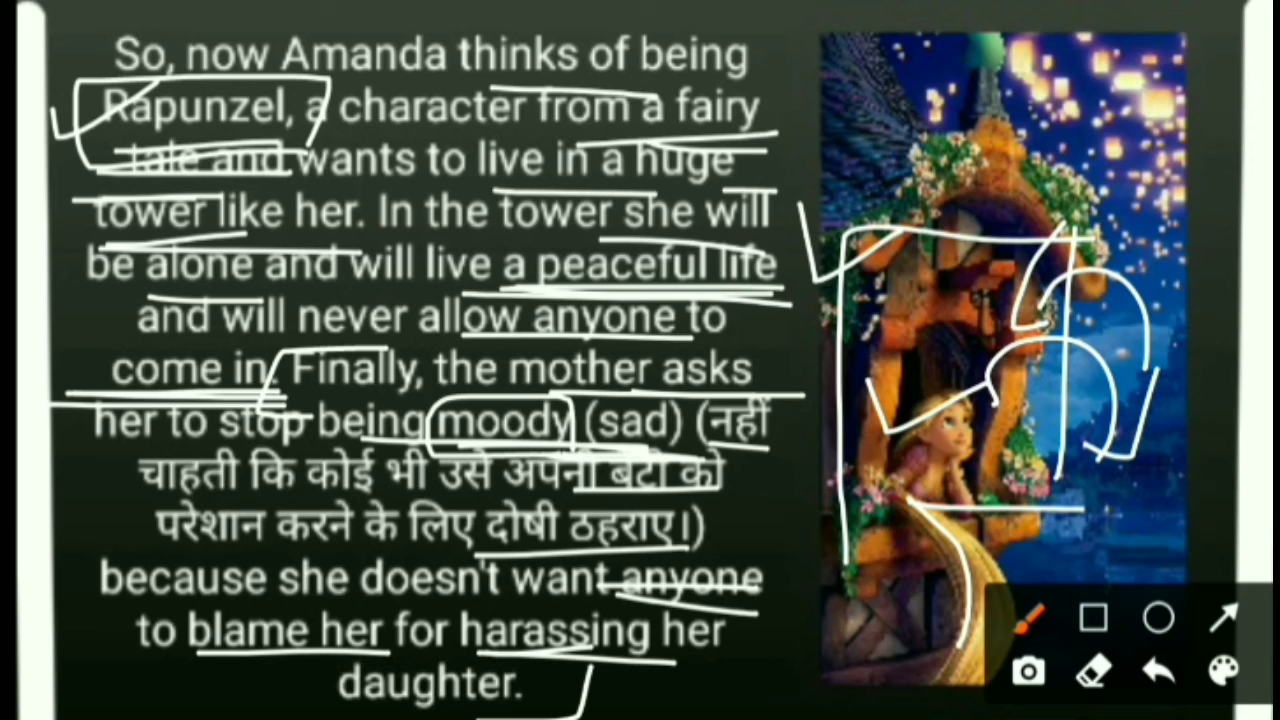 So, now Amanda thinks of being
Rapunzel, a character from a fairy
tale and wants to live in a huge
tower like her. In the tower she will
be alone and will live a peaceful life
and will never allow anyone to
come in. Finally, the mother asks
her to stop being moody (sad) (नहीं
चाहती कि कोई भी उसे अपनी बेटी को
परेशान करने के लिए दोषी ठहराए।)
because she doesn't want anyone
to blame her for harassing her
daughter.